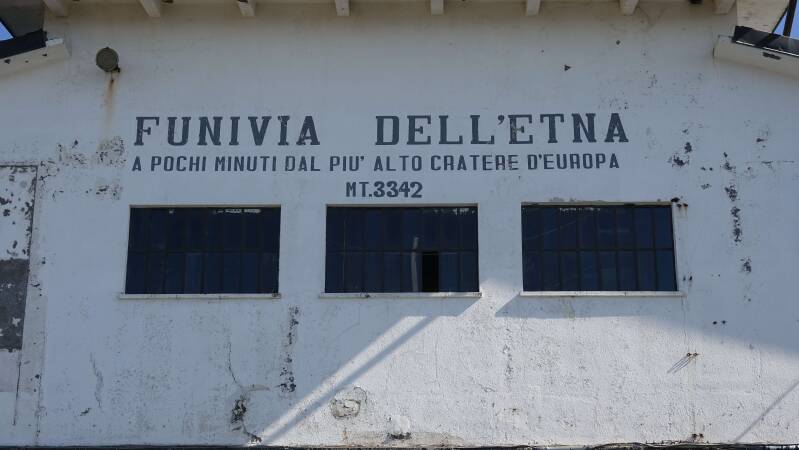 FUNIVIA DELL'ETNA
A POCHI MINUTI DAL PIU' ALTO CRATERE D'EUROPA
MT.3342